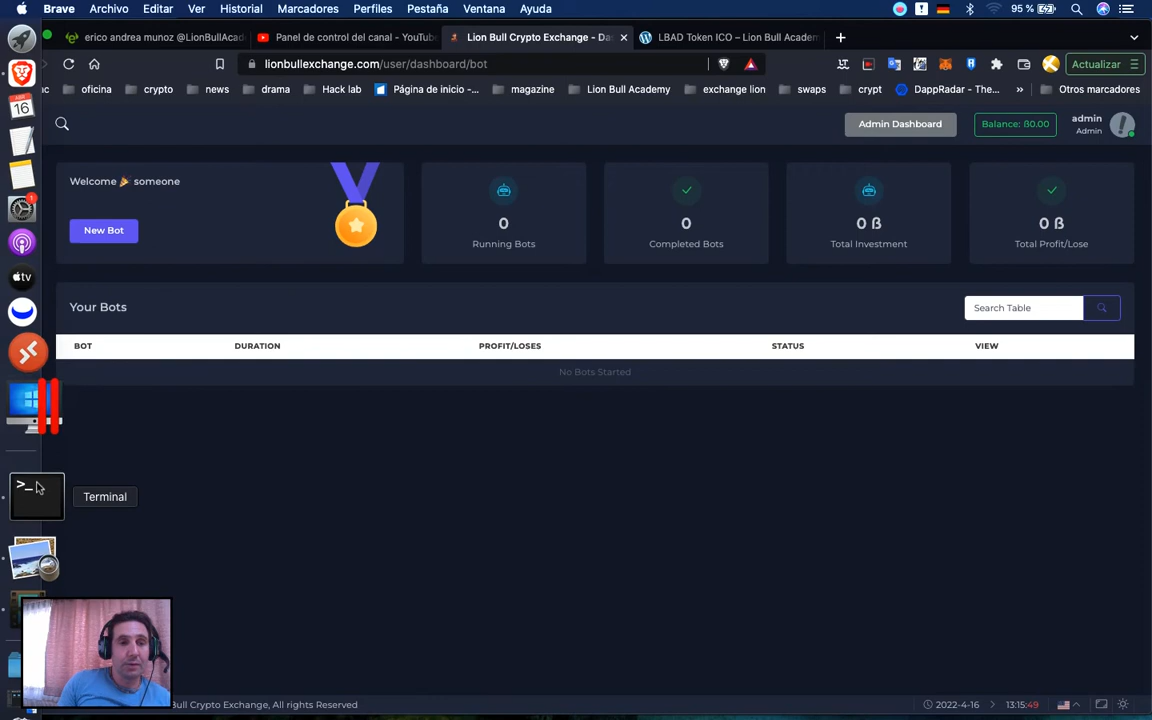 Brave Archivo Editar Ver Historial Marcadores Perfiles Pestaña Ventana Ayuda 95 %
erico andrea munoz @LionBullAcad Panel de control del canal - YouTube Lion Bull Crypto Exchange - Da LBAD Token ICO – Lion Bull Academ
lionbullexchange.com/user/dashboard/bot Actualizar
oficina crypto news drama Hack lab Página de inicio -... magazine Lion Bull Academy exchange lion swaps crypt DappRadar - The... » Otros marcadores
16
Admin Dashboard Balance: ß0.00 admin
Admin
Welcome 🎉 someone
New Bot
0
Running Bots
0
Completed Bots
0 ß
Total Investment
0 ß
Total Profit/Lose
1
tv
Your Bots Search Table
BOT DURATION PROFIT/LOSES STATUS VIEW
No Bots Started
>_
Terminal
Bull Crypto Exchange, All rights Reserved 2022-4-16 13:15:49